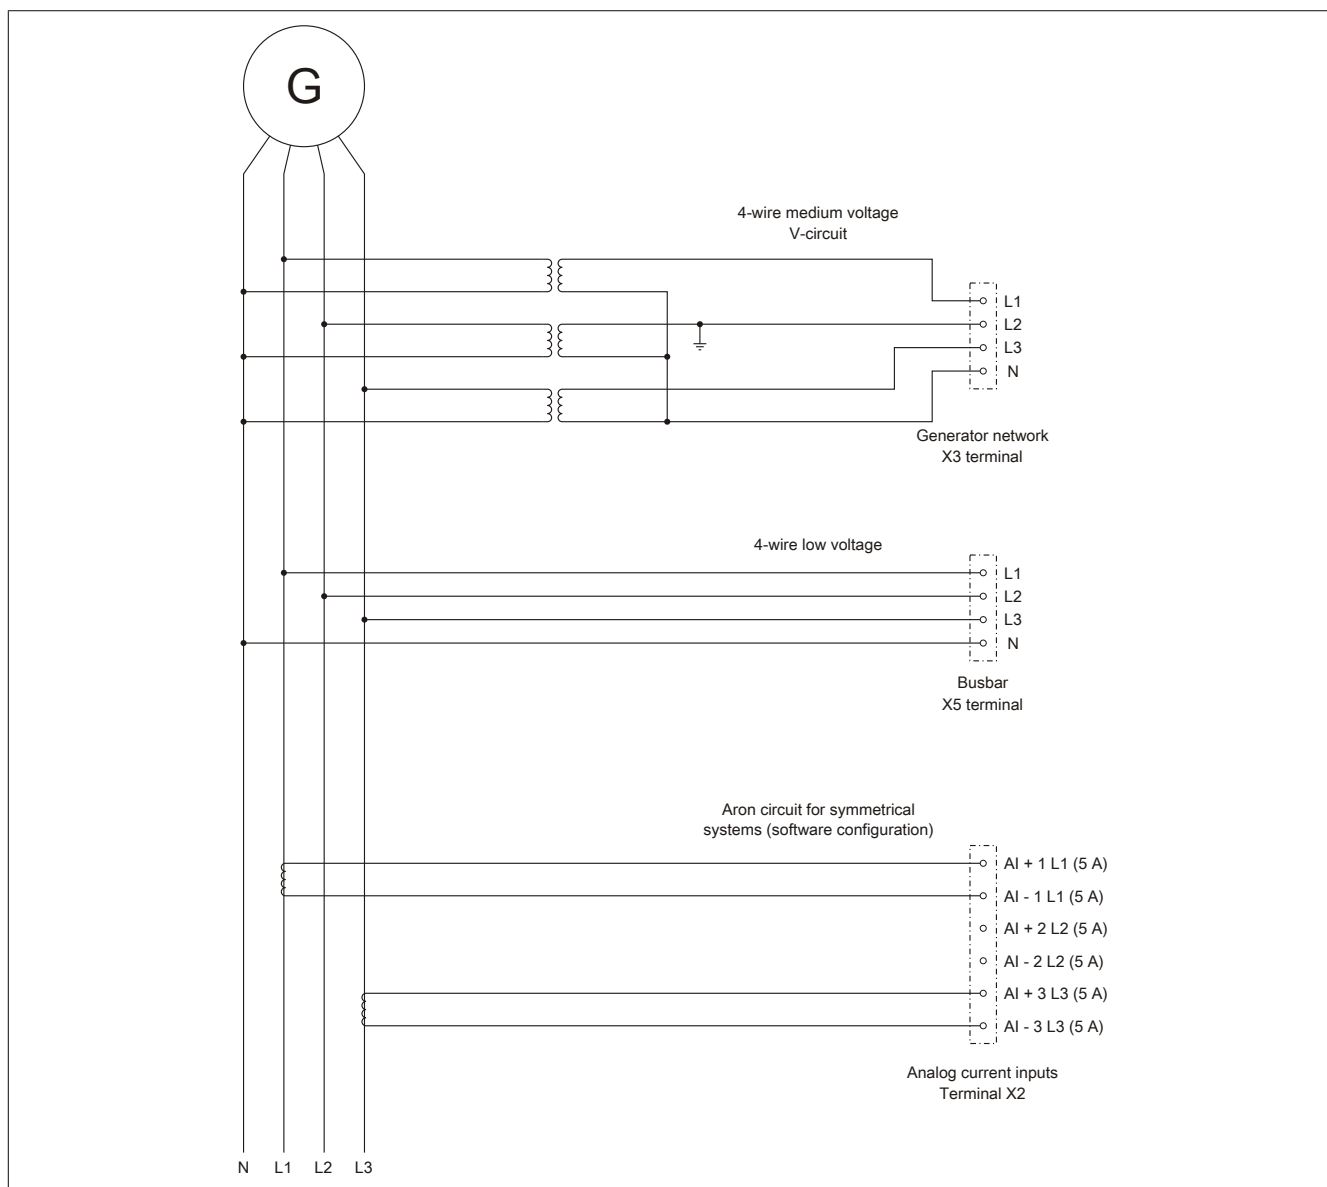 G
4-wire medium voltage
V-circuit
L1
L2
L3
N
Generator network
X3 terminal
4-wire low voltage
L1
L2
L3
N
Busbar
X5 terminal
Aron circuit for symmetrical
systems (software configuration)
AI + 1 L1 (5 A)
AI - 1 L1 (5 A)
AI + 2 L2 (5 A)
AI - 2 L2 (5 A)
AI + 3 L3 (5 A)
AI - 3 L3 (5 A)
Analog current inputs
Terminal X2
N L1 L2 L3